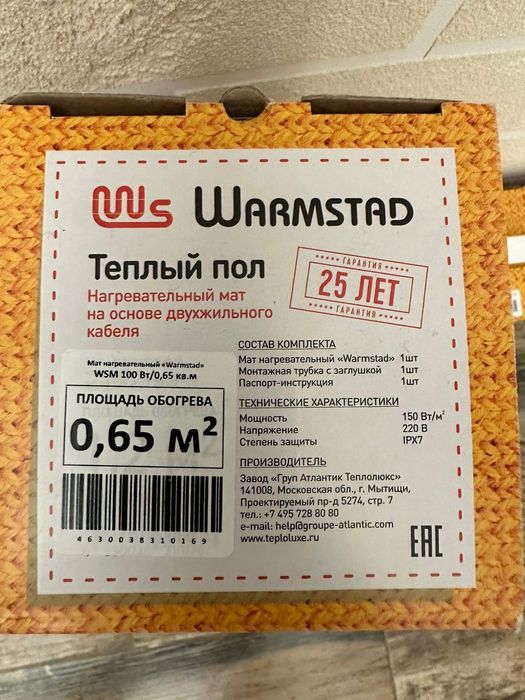 Ws WARMSTAD
Теплый пол
Нагревательный мат
на основе двухжильного
кабеля
ГАРАНТИЯ
25 ЛЕТ
ГАРАНТИЯ
Мат нагревательный «Warmstad»
WSM 100 Вт/0,65 кв.м
ПЛОЩАДЬ ОБОГРЕВА
0,65 м²
4630038310169
СОСТАВ КОМПЛЕКТА
Мат нагревательный «Warmstad» 1шт
Монтажная трубка с заглушкой 1шт
Паспорт-инструкция 1шт
ТЕХНИЧЕСКИЕ ХАРАКТЕРИСТИКИ
Мощность 150 Вт/м²
Напряжение 220 В
Степень защиты IPX7
ПРОИЗВОДИТЕЛЬ
Завод «Груп Атлантик Теплолюкс»
141008, Московская обл., г. Мытищи,
Проектируемый пр-д 5274, стр. 7
тел.: +7 495 728 80 80
e-mail: help@groupe-atlantic.com
www.teploluxe.ru
EAC